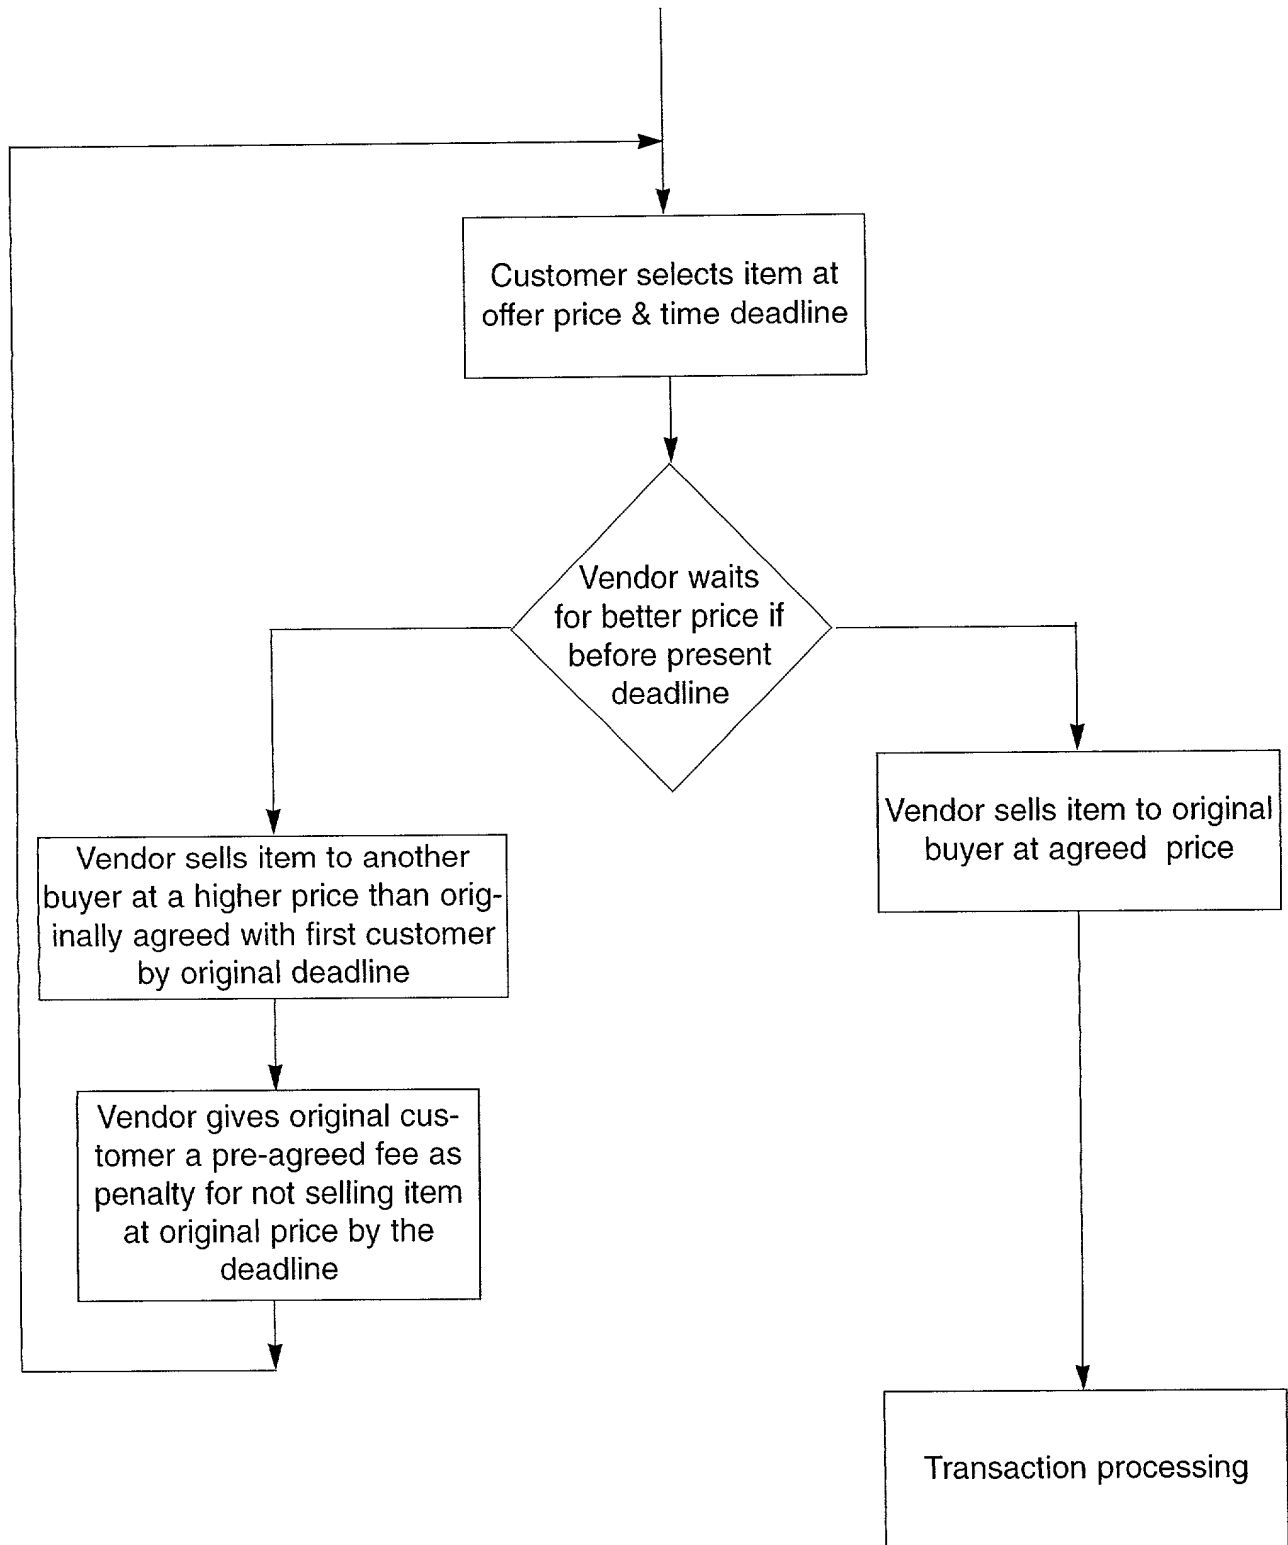 Customer selects item at
offer price & time deadline
Vendor waits
for better price if
before present
deadline
Vendor sells item to original
buyer at agreed price
Vendor sells item to another
buyer at a higher price than orig-
inally agreed with first customer
by original deadline
Vendor gives original cus-
tomer a pre-agreed fee as
penalty for not selling item
at original price by the
deadline
Transaction processing